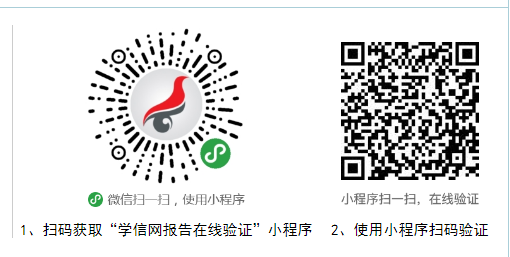 微信扫一扫，使用小程序
小程序扫一扫，在线验证
1、扫码获取“学信网报告在线验证”小程序
2、使用小程序扫码验证